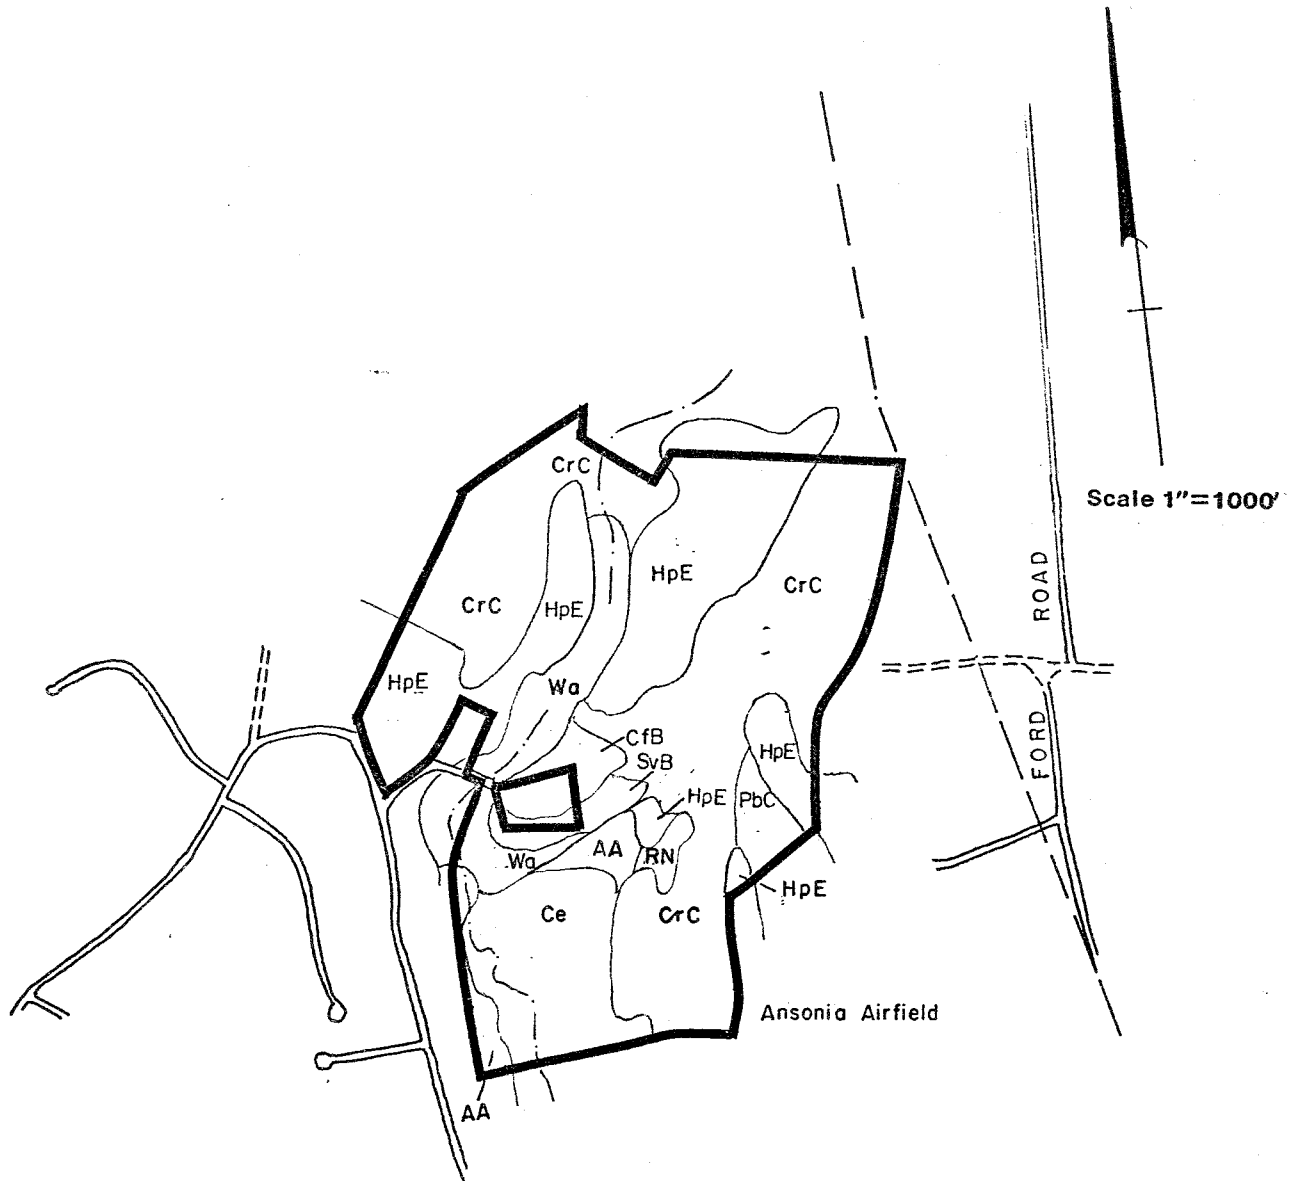 CrC
Scale 1"=1000'
HpE
CrC
CrC
HpE
ROAD
HpE
Wa
FORD
CfB
HpE
SvB
HpE
PbC
AA
RN
Wa
HpE
Ce
CrC
Ansonia Airfield
AA